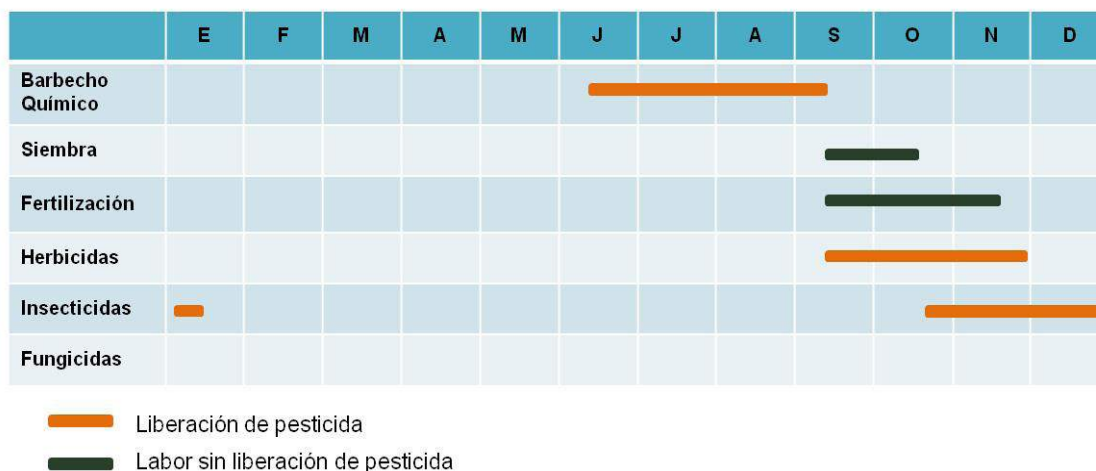 E F M A M J J A S O N D
Barbecho
Químico
Siembra
Fertilización
Herbicidas
Insecticidas
Fungicidas
Liberación de pesticida
Labor sin liberación de pesticida